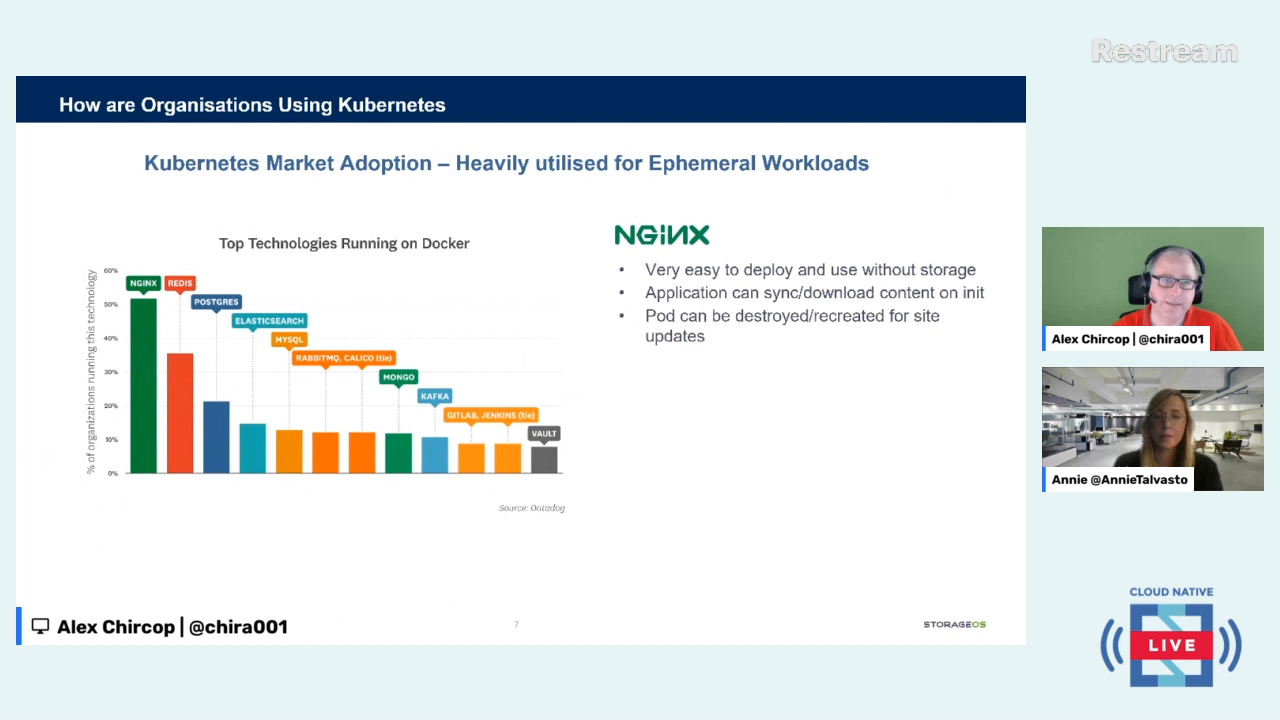 Restream
How are Organisations Using Kubernetes
Kubernetes Market Adoption – Heavily utilised for Ephemeral Workloads
Top Technologies Running on Docker
% of organizations running this technology
60%
50%
40%
30%
20%
10%
0%
NGINX
REDIS
POSTGRES
ELASTICSEARCH
MYSQL
RABBITMQ, CALICO (tie)
MONGO
KAFKA
GITLAB, JENKINS (tie)
VAULT
Source: Datadog
NGINX
• Very easy to deploy and use without storage
• Application can sync/download content on init
• Pod can be destroyed/recreated for site
updates
Alex Chircop | @chira001
Annie @AnnieTalvasto
Alex Chircop | @chira001
7
STORAGEOS
CLOUD NATIVE
LIVE